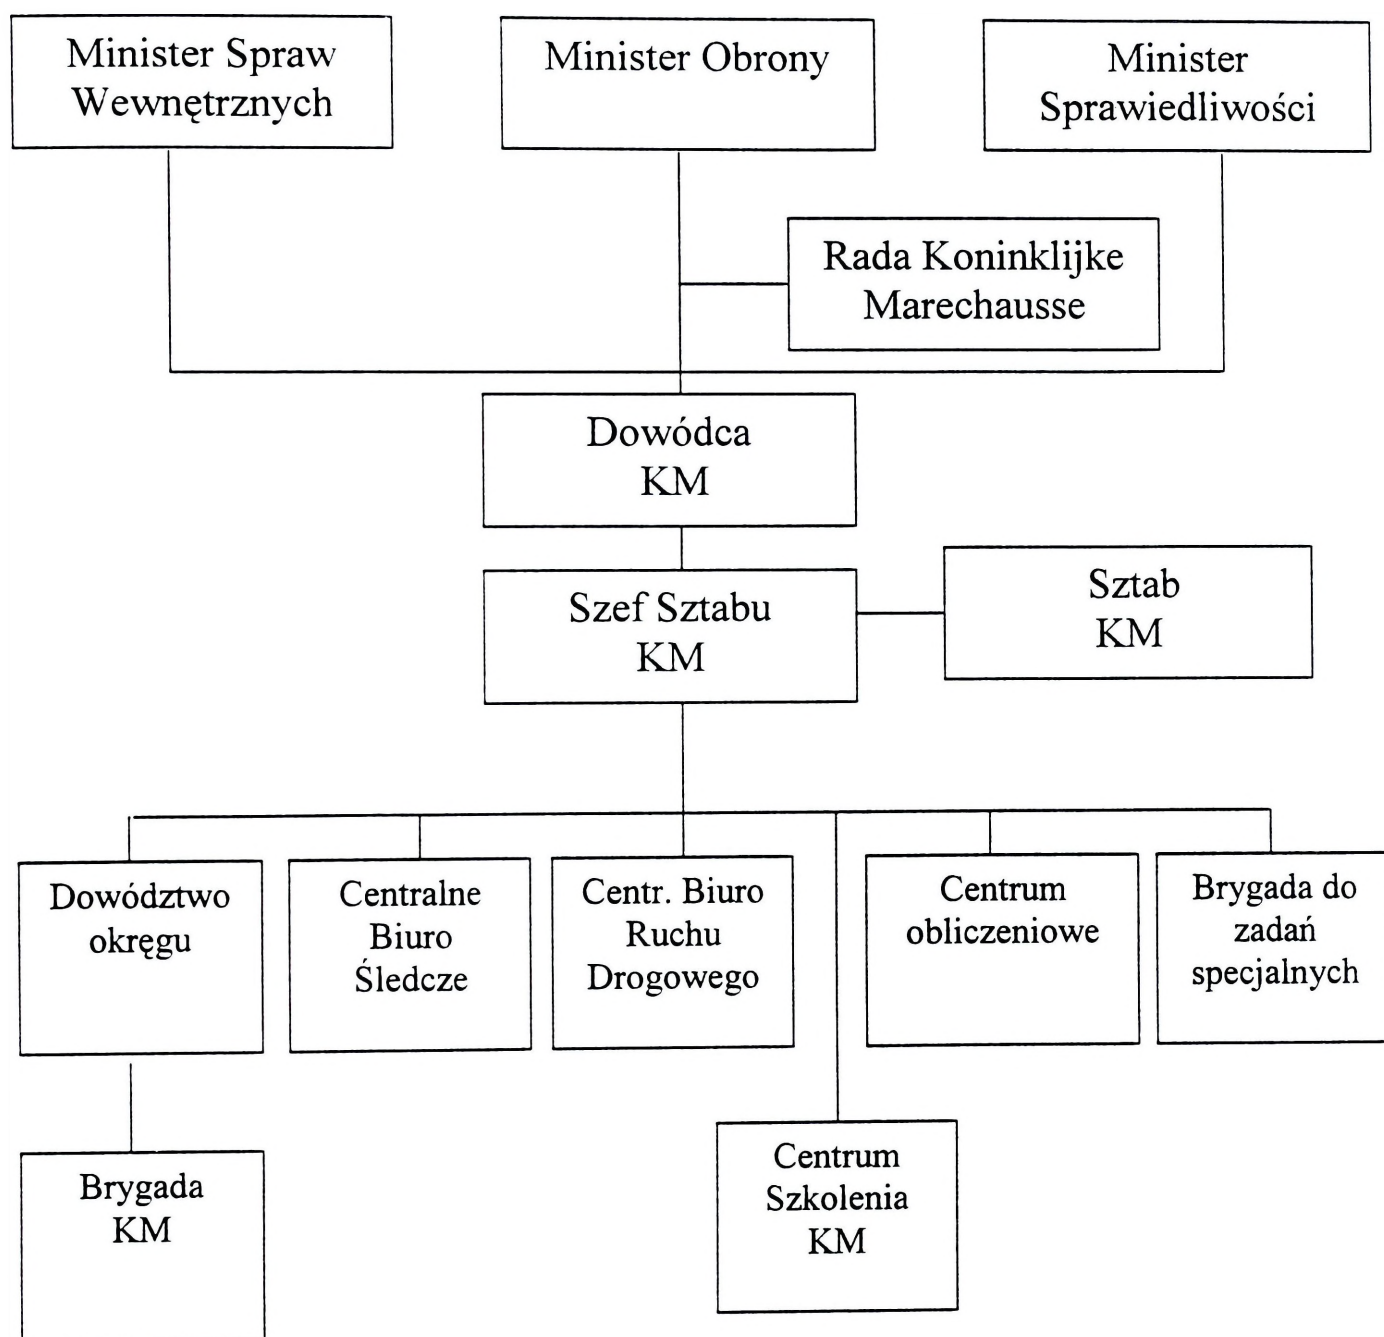 Minister Spraw
Wewnętrznych
Minister Obrony
Minister
Sprawiedliwości
Rada Koninklijke
Marechausse
Dowódca
KM
Szef Sztabu
KM
Sztab
KM
Dowództwo
okręgu
Centralne
Biuro
Śledcze
Centr. Biuro
Ruchu
Drogowego
Centrum
obliczeniowe
Brygada do
zadań
specjalnych
Brygada
KM
Centrum
Szkolenia
KM